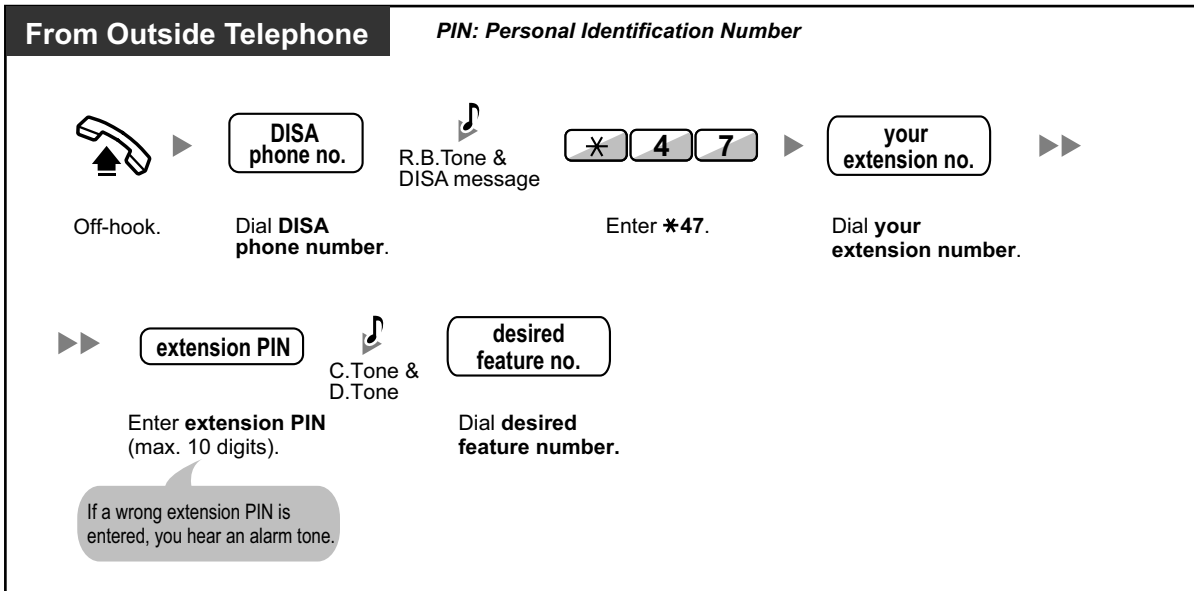 From Outside Telephone
PIN: Personal Identification Number
DISA
phone no.
R.B.Tone &
DISA message
* 4 7
your
extension no.
Off-hook.
Dial DISA
phone number.
Enter *47.
Dial your
extension number.
extension PIN
C.Tone &
D.Tone
desired
feature no.
Enter extension PIN
(max. 10 digits).
Dial desired
feature number.
If a wrong extension PIN is
entered, you hear an alarm tone.